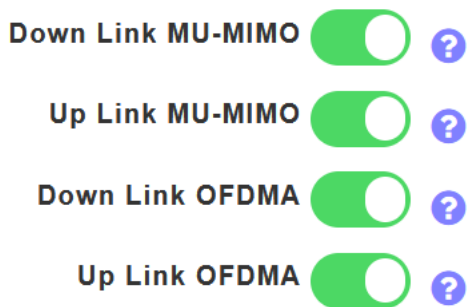 Down Link MU-MIMO ?
Up Link MU-MIMO ?
Down Link OFDMA ?
Up Link OFDMA ?